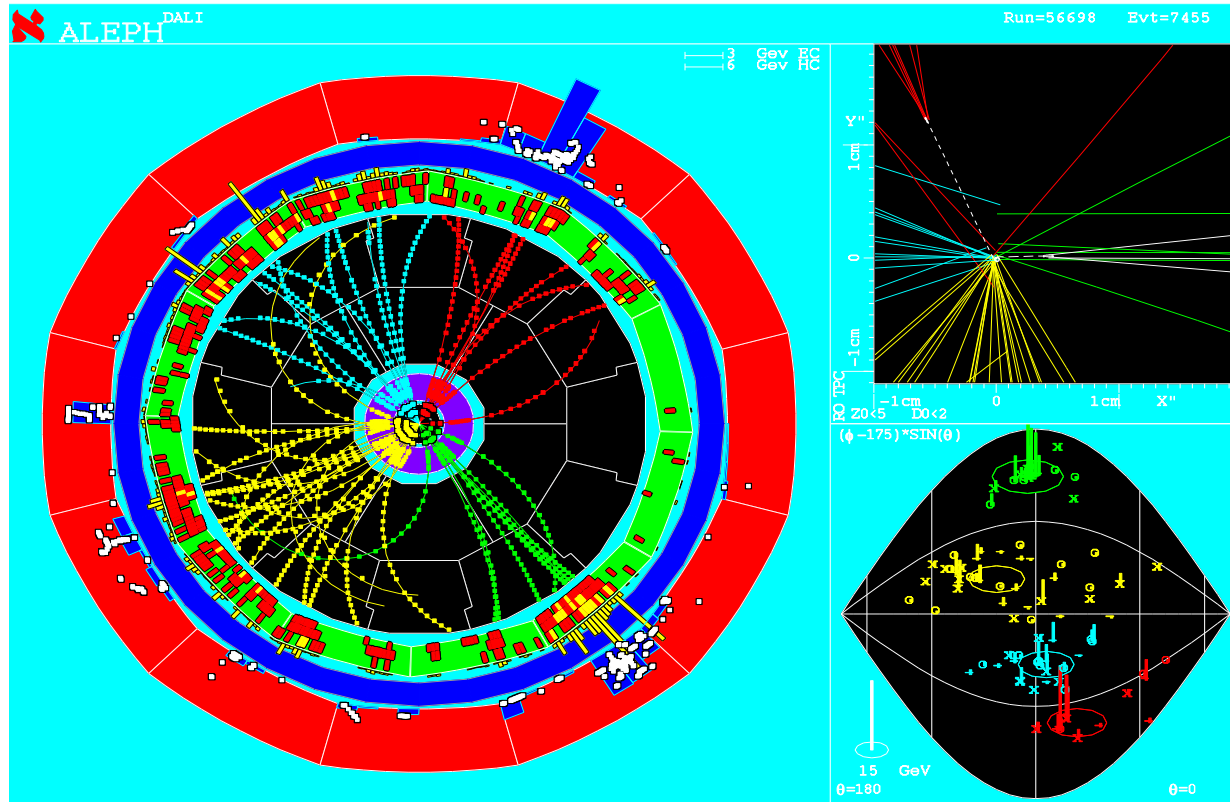 DALI
ALEPH
Run=56698 Evt=7455
3 Gev EC
6 Gev HC
Y"
1cm
0
-1cm
RO TPC
-1cm 0 1cm X"
Z0<5 D0<2
(ϕ-175)*SIN(θ)
15 GeV
θ=180 θ=0